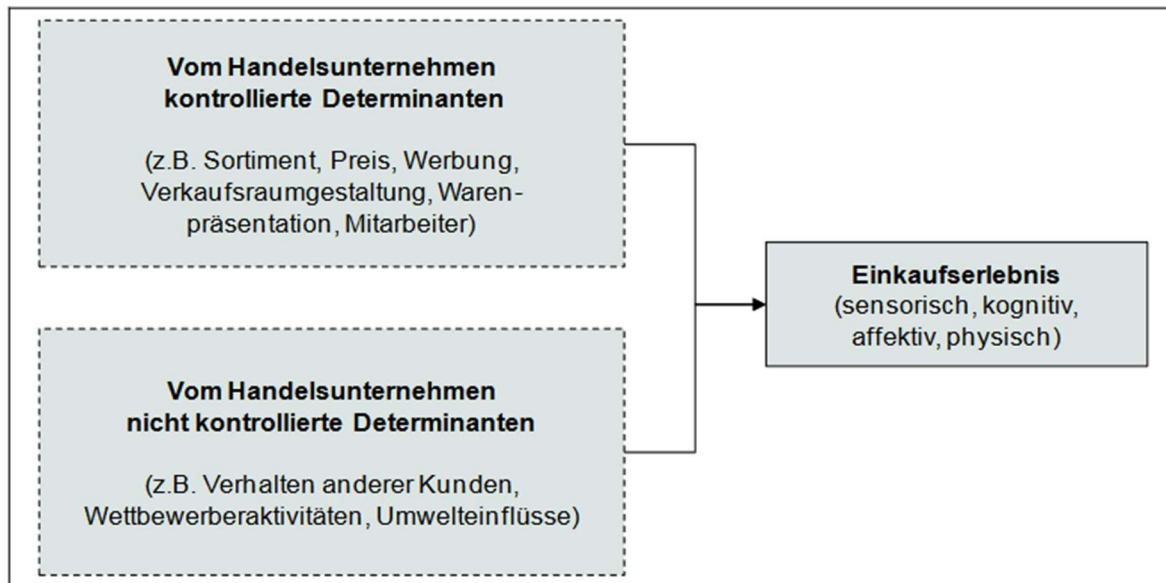 Vom Handelsunternehmen
kontrollierte Determinanten
(z.B. Sortiment, Preis, Werbung,
Verkaufsraumgestaltung, Waren-
präsentation, Mitarbeiter)
Einkaufserlebnis
(sensorisch, kognitiv,
affektiv, physisch)
Vom Handelsunternehmen
nicht kontrollierte Determinanten
(z.B. Verhalten anderer Kunden,
Wettbewerberaktivitäten, Umwelteinflüsse)